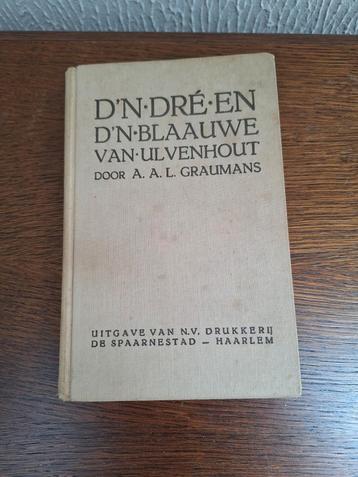 D'N·DRÉ·EN
D'N·BLAAUWE
VAN·ULVENHOUT
DOOR A. A. L. GRAUMANS
UITGAVE VAN N.V. DRUKKERIJ
DE SPAARNESTAD — HAARLEM